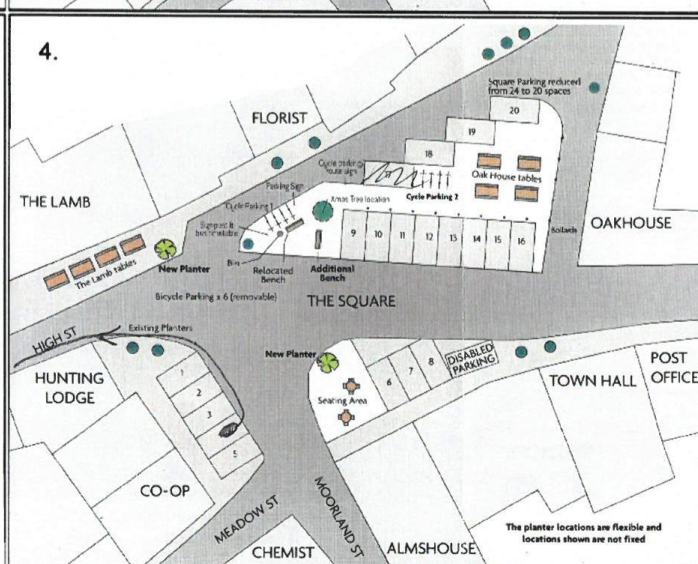 4.
Square Parking reduced
from 24 to 20 spaces
20
FLORIST
19
18
Oak House tables
Cycle Parking 2
Parking Sign
Xmas Tree location
Cycle Parking 1
THE LAMB
OAKHOUSE
Bollards
9
10
11
12
13
14
15
16
Bin
Relocated
Bench
Additional
Bench
New Planter
The Lamb tables
Bicycle Parking x 6 (removable)
THE SQUARE
HIGH ST
Existing Planters
HUNTING
LODGE
1
2
3
5
New Planter
Seating Area
6
7
8
DISABLED
PARKING
TOWN HALL
POST
OFFICE
CO-OP
MEADOW ST
MOORLAND ST
CHEMIST
ALMSHOUSE
The planter locations are flexible and
locations shown are not fixed